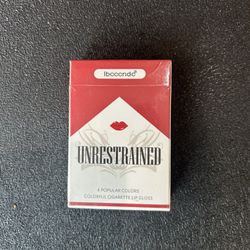 ibcccndc®
UNRESTRAINED
4 POPULAR COLORS
COLORFUL CIGARETTE LIP GLOSS